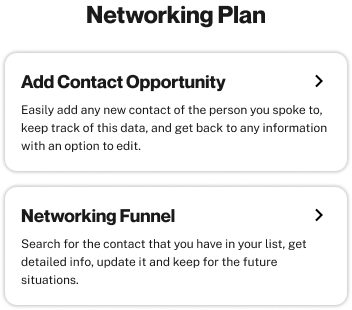 Networking Plan
Add Contact Opportunity
Easily add any new contact of the person you spoke to,
keep track of this data, and get back to any information
with an option to edit.
Networking Funnel
Search for the contact that you have in your list, get
detailed info, update it and keep for the future
situations.